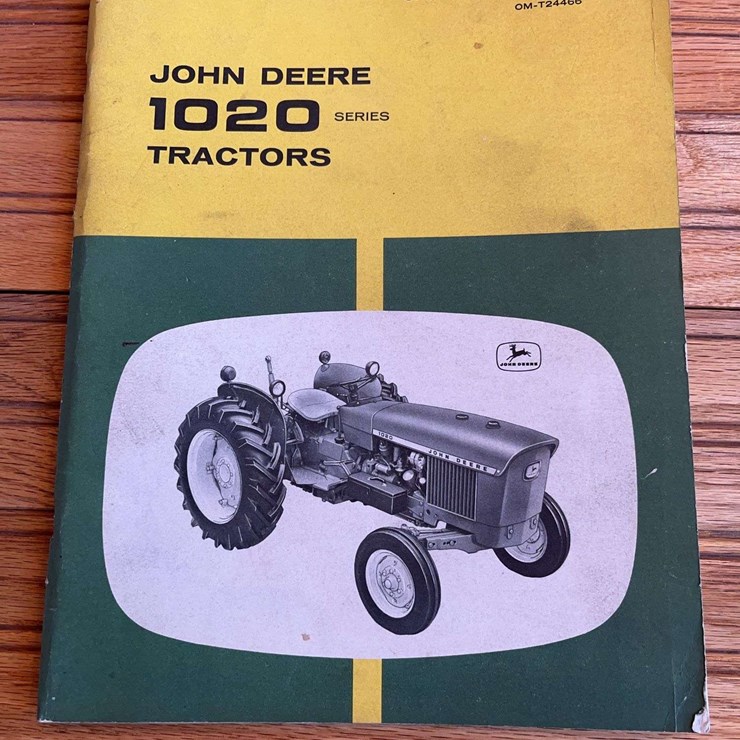 OM-T24466
JOHN DEERE
1020 SERIES
TRACTORS
JOHN DEERE
1020 JOHN DEERE